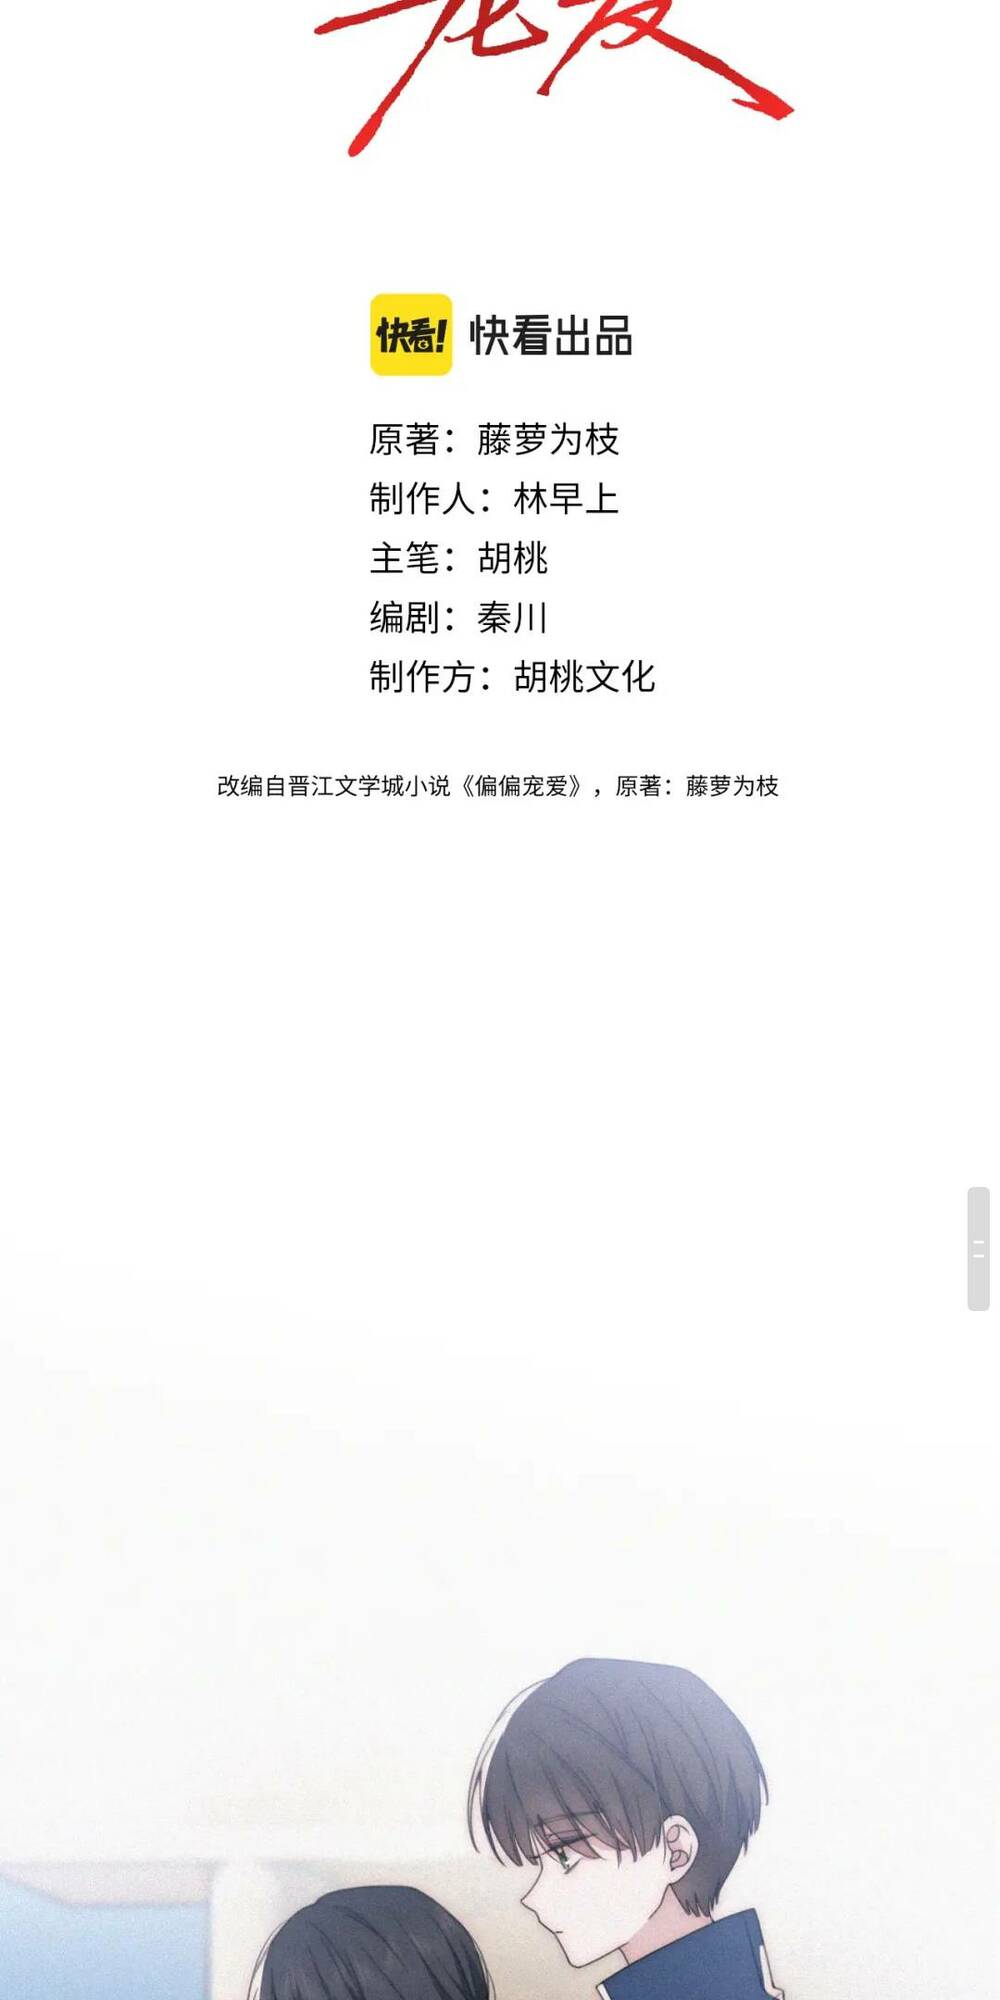 宠爱
快看!
快看出品
原著：藤萝为枝
制作人：林早上
主笔：胡桃
编剧：秦川
制作方：胡桃文化
改编自晋江文学城小说《偏偏宠爱》，原著：藤萝为枝